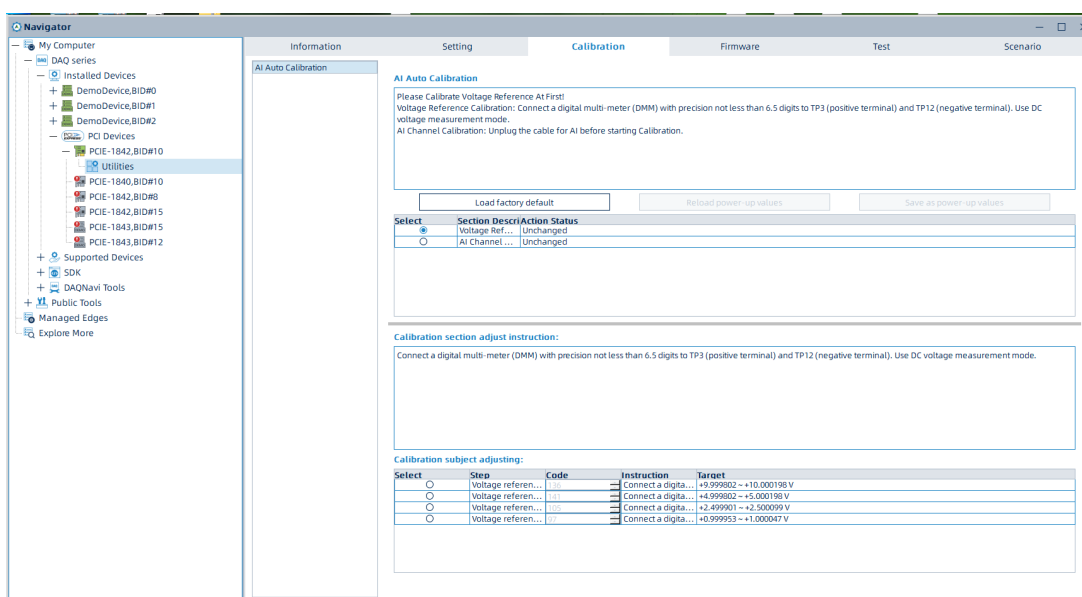 Navigator
My Computer
DAQ series
Installed Devices
DemoDevice,BID#0
DemoDevice,BID#1
DemoDevice,BID#2
PCI Devices
PCIE-1842,BID#10
Utilities
PCIE-1840,BID#10
PCIE-1842,BID#8
PCIE-1842,BID#15
PCIE-1843,BID#15
PCIE-1843,BID#12
Supported Devices
SDK
DAQNavi Tools
Public Tools
Managed Edges
Explore More
Information Setting Calibration Firmware Test Scenario
AI Auto Calibration
AI Auto Calibration
Please Calibrate Voltage Reference At First!
Voltage Reference Calibration: Connect a digital multi-meter (DMM) with precision not less than 6.5 digits to TP3 (positive terminal) and TP12 (negative terminal). Use DC
voltage measurement mode.
AI Channel Calibration: Unplug the cable for AI before starting Calibration.
Load factory default Reload power-up values Save as power-up values
Select Section Descri Action Status
Voltage Ref... Unchanged
AI Channel ... Unchanged
Calibration section adjust instruction:
Connect a digital multi-meter (DMM) with precision not less than 6.5 digits to TP3 (positive terminal) and TP12 (negative terminal). Use DC voltage measurement mode.
Calibration subject adjusting:
Select Step Code Instruction Target
Voltage referen... 136 Connect a digita... +9.999802 ~ +10.000198 V
Voltage referen... 141 Connect a digita... +4.999802 ~ +5.000198 V
Voltage referen... 105 Connect a digita... +2.499901 ~ +2.500099 V
Voltage referen... 97 Connect a digita... +0.999953 ~ +1.000047 V